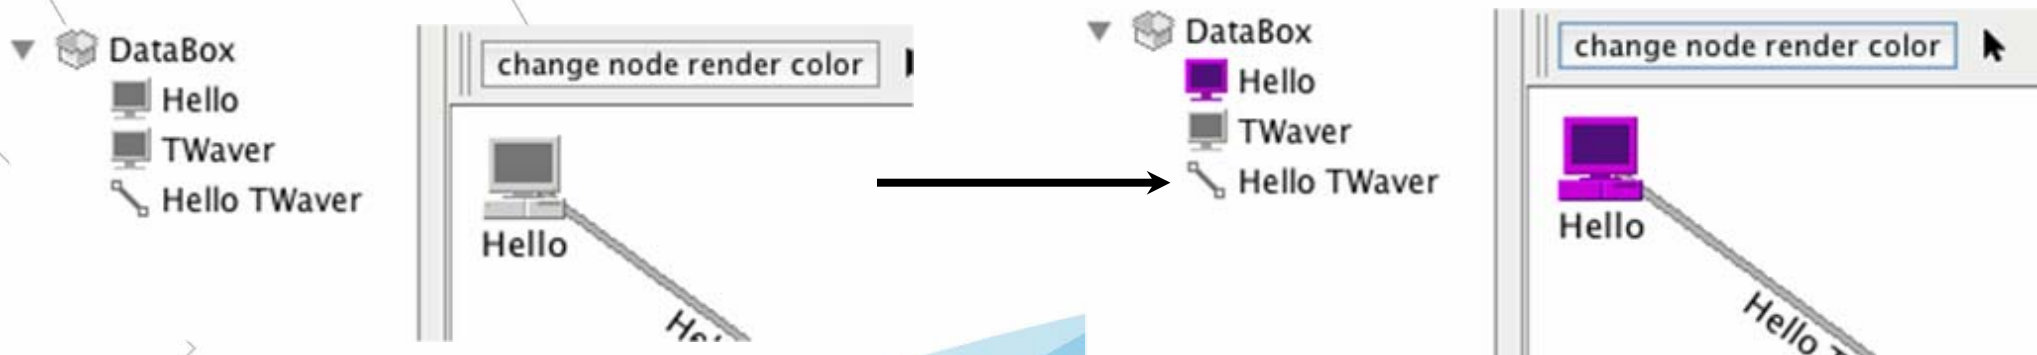 DataBox
Hello
TWaver
Hello TWaver
change node render color
Hello
DataBox
Hello
TWaver
Hello TWaver
change node render color
Hello
Hello